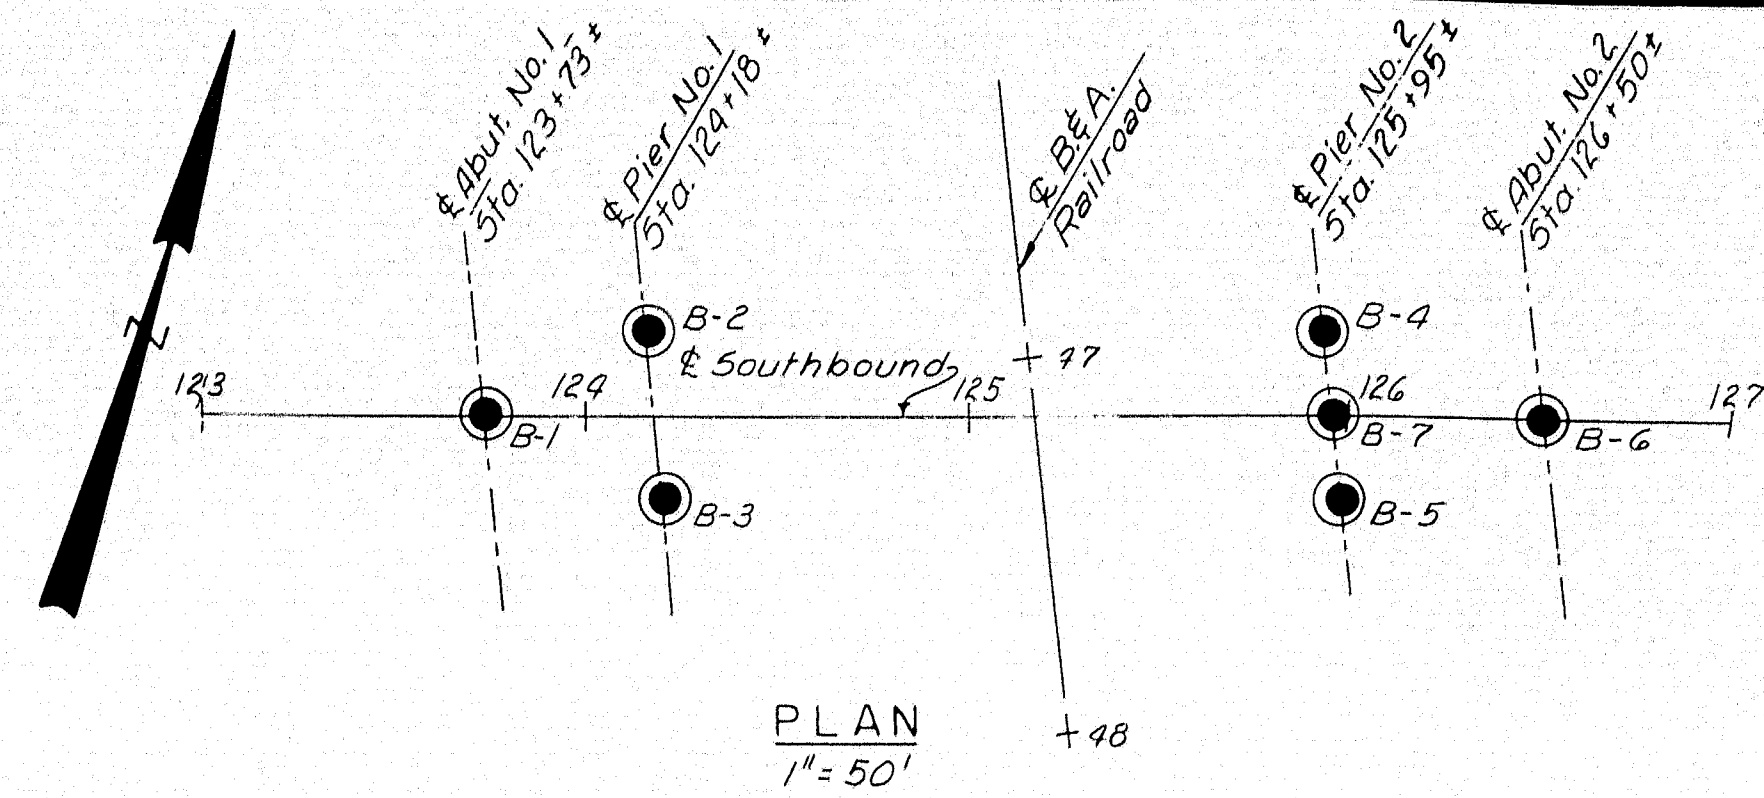 ℄ Abut. No. 1
Sta. 123+73±
℄ Pier No. 1
Sta. 124+18±
℄ B.&A.
Railroad
℄ Pier No. 2
Sta. 125+95±
℄ Abut. No. 2
Sta. 126+50±
N
B-2
B-4
℄ Southbound
47
123
124
125
126
127
B-1
B-7
B-6
B-3
B-5
PLAN
1"=50'
48